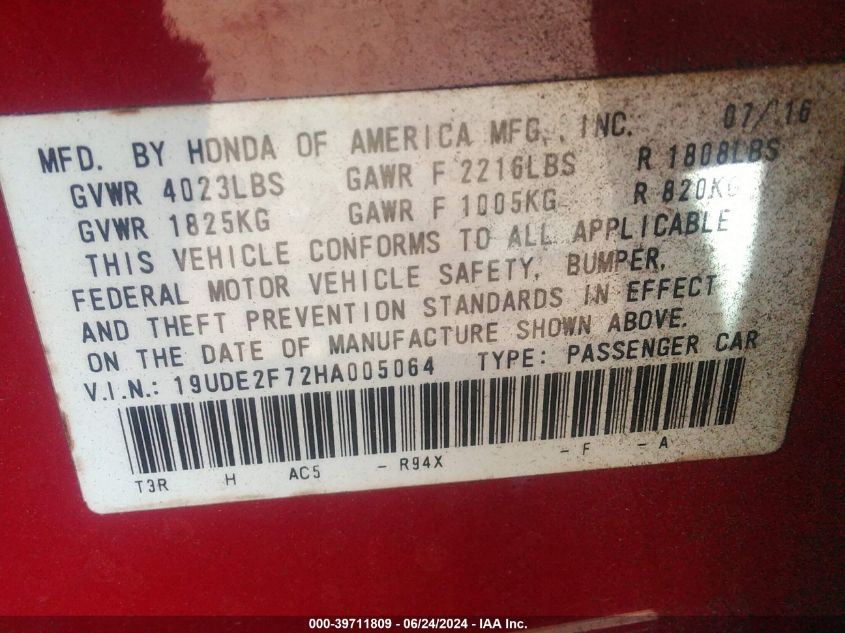 MFD. BY HONDA OF AMERICA MFG., INC. 07/16
GVWR 4023LBS GAWR F 2216LBS R 1808LBS
GVWR 1825KG GAWR F 1005KG R 820KG
THIS VEHICLE CONFORMS TO ALL APPLICABLE
FEDERAL MOTOR VEHICLE SAFETY, BUMPER,
AND THEFT PREVENTION STANDARDS IN EFFECT
ON THE DATE OF MANUFACTURE SHOWN ABOVE.
V.I.N.: 19UDE2F72HA005064 TYPE: PASSENGER CAR
T3R H AC5 - R94X - F - A
000-39711809 - 06/24/2024 - IAA Inc.